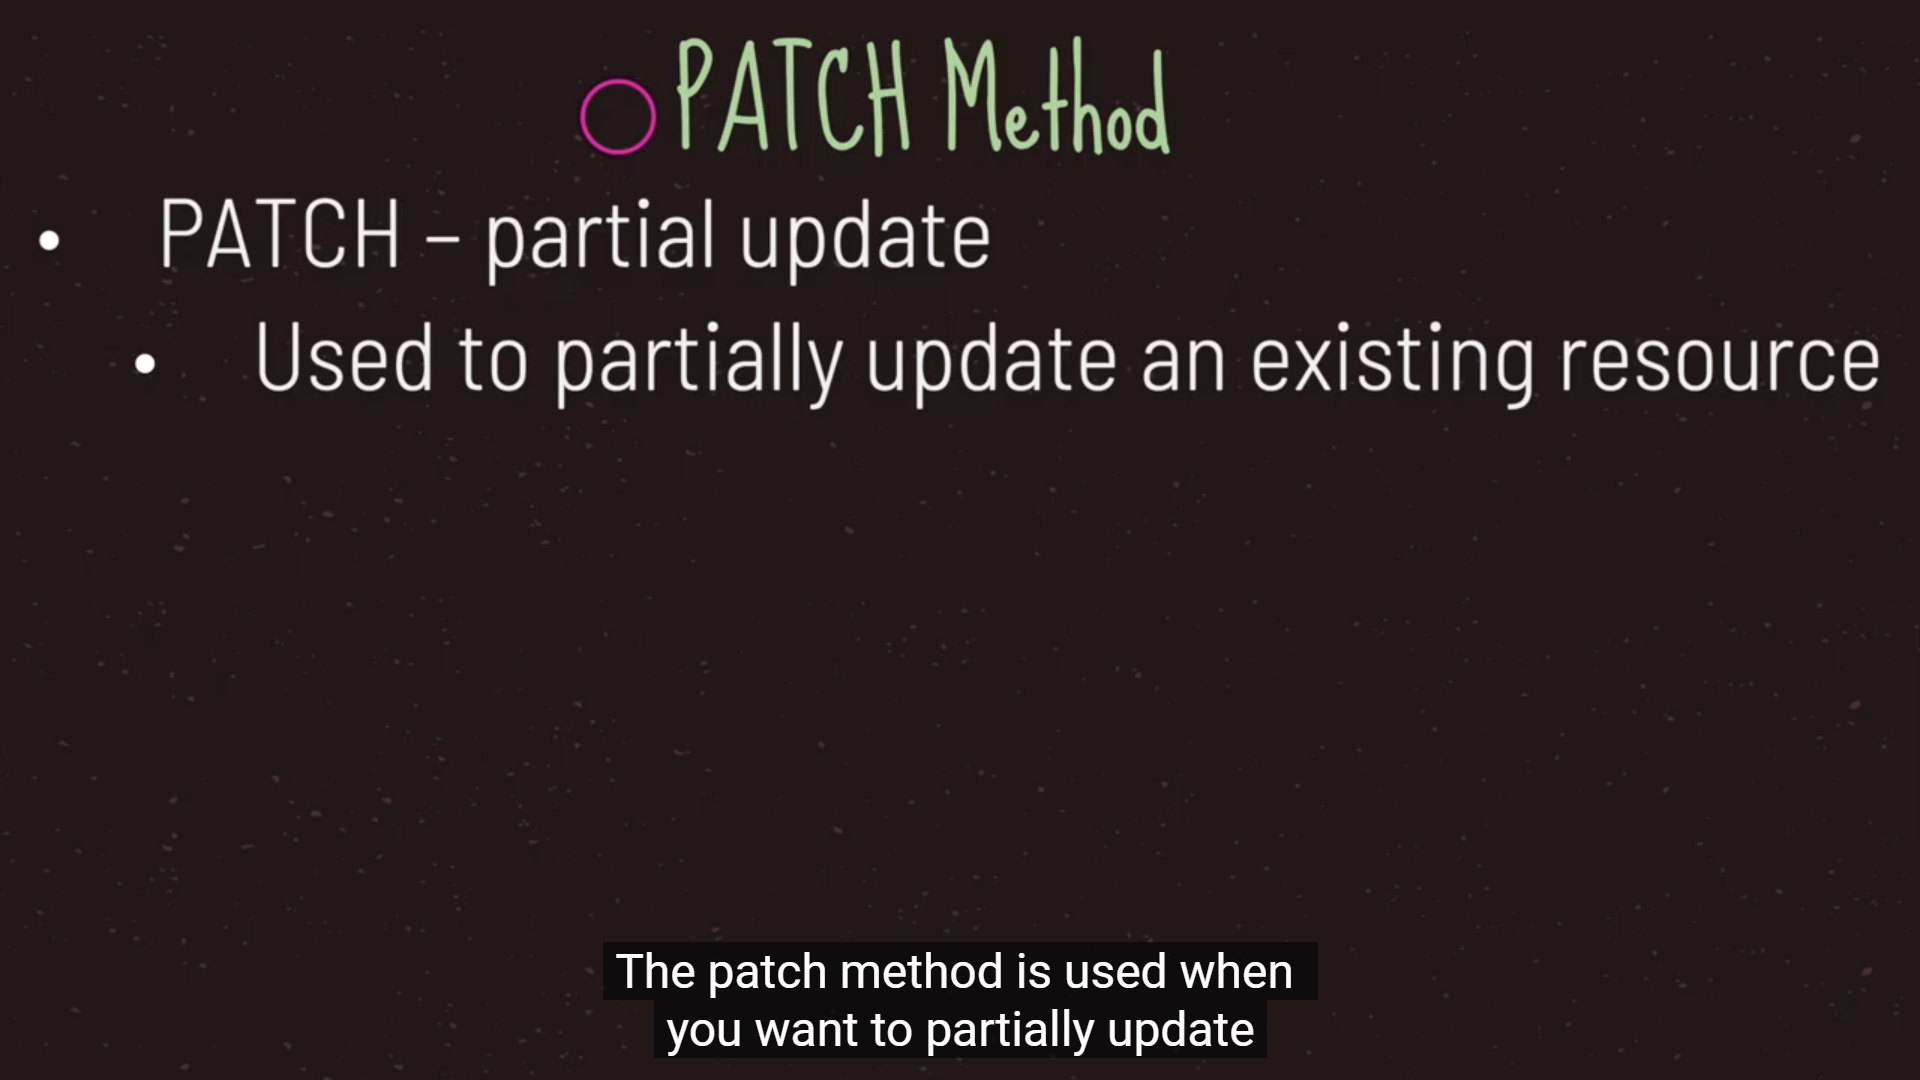 PATCH Method
• PATCH – partial update
• Used to partially update an existing resource
The patch method is used when
you want to partially update